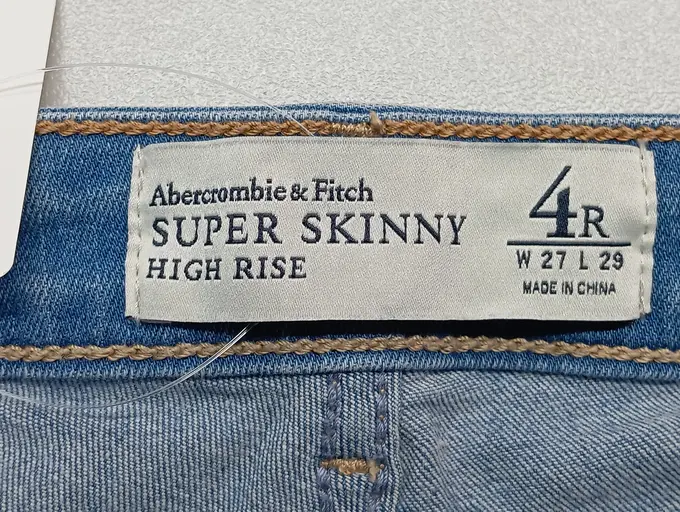 Abercrombie & Fitch
SUPER SKINNY
HIGH RISE
4R
W 27 L 29
MADE IN CHINA